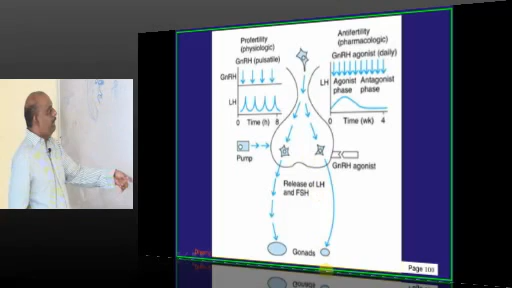 Profertility
(physiologic)
GnRH (pulsatile)
GnRH
LH
0 Time (h) 8
Pump
Antifertility
(pharmacologic)
GnRH agonist (daily)
LH
Agonist phase
Antagonist phase
0 Time (wk) 4
GnRH agonist
Release of LH
and FSH
Gonads
Page 100